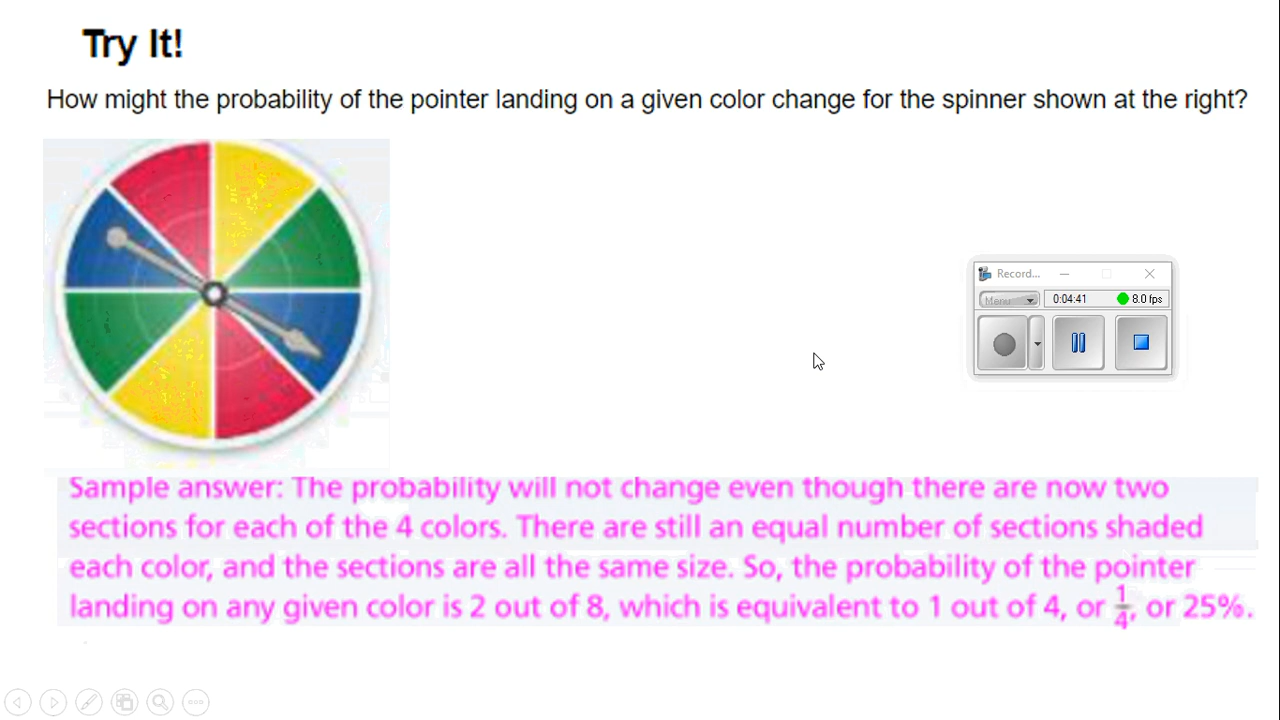 Try It!
How might the probability of the pointer landing on a given color change for the spinner shown at the right?
Record...
Menu
0:04:41
8.0 fps
Sample answer: The probability will not change even though there are now two
sections for each of the 4 colors. There are still an equal number of sections shaded
each color, and the sections are all the same size. So, the probability of the pointer
landing on any given color is 2 out of 8, which is equivalent to 1 out of 4, or 1/4, or 25%.